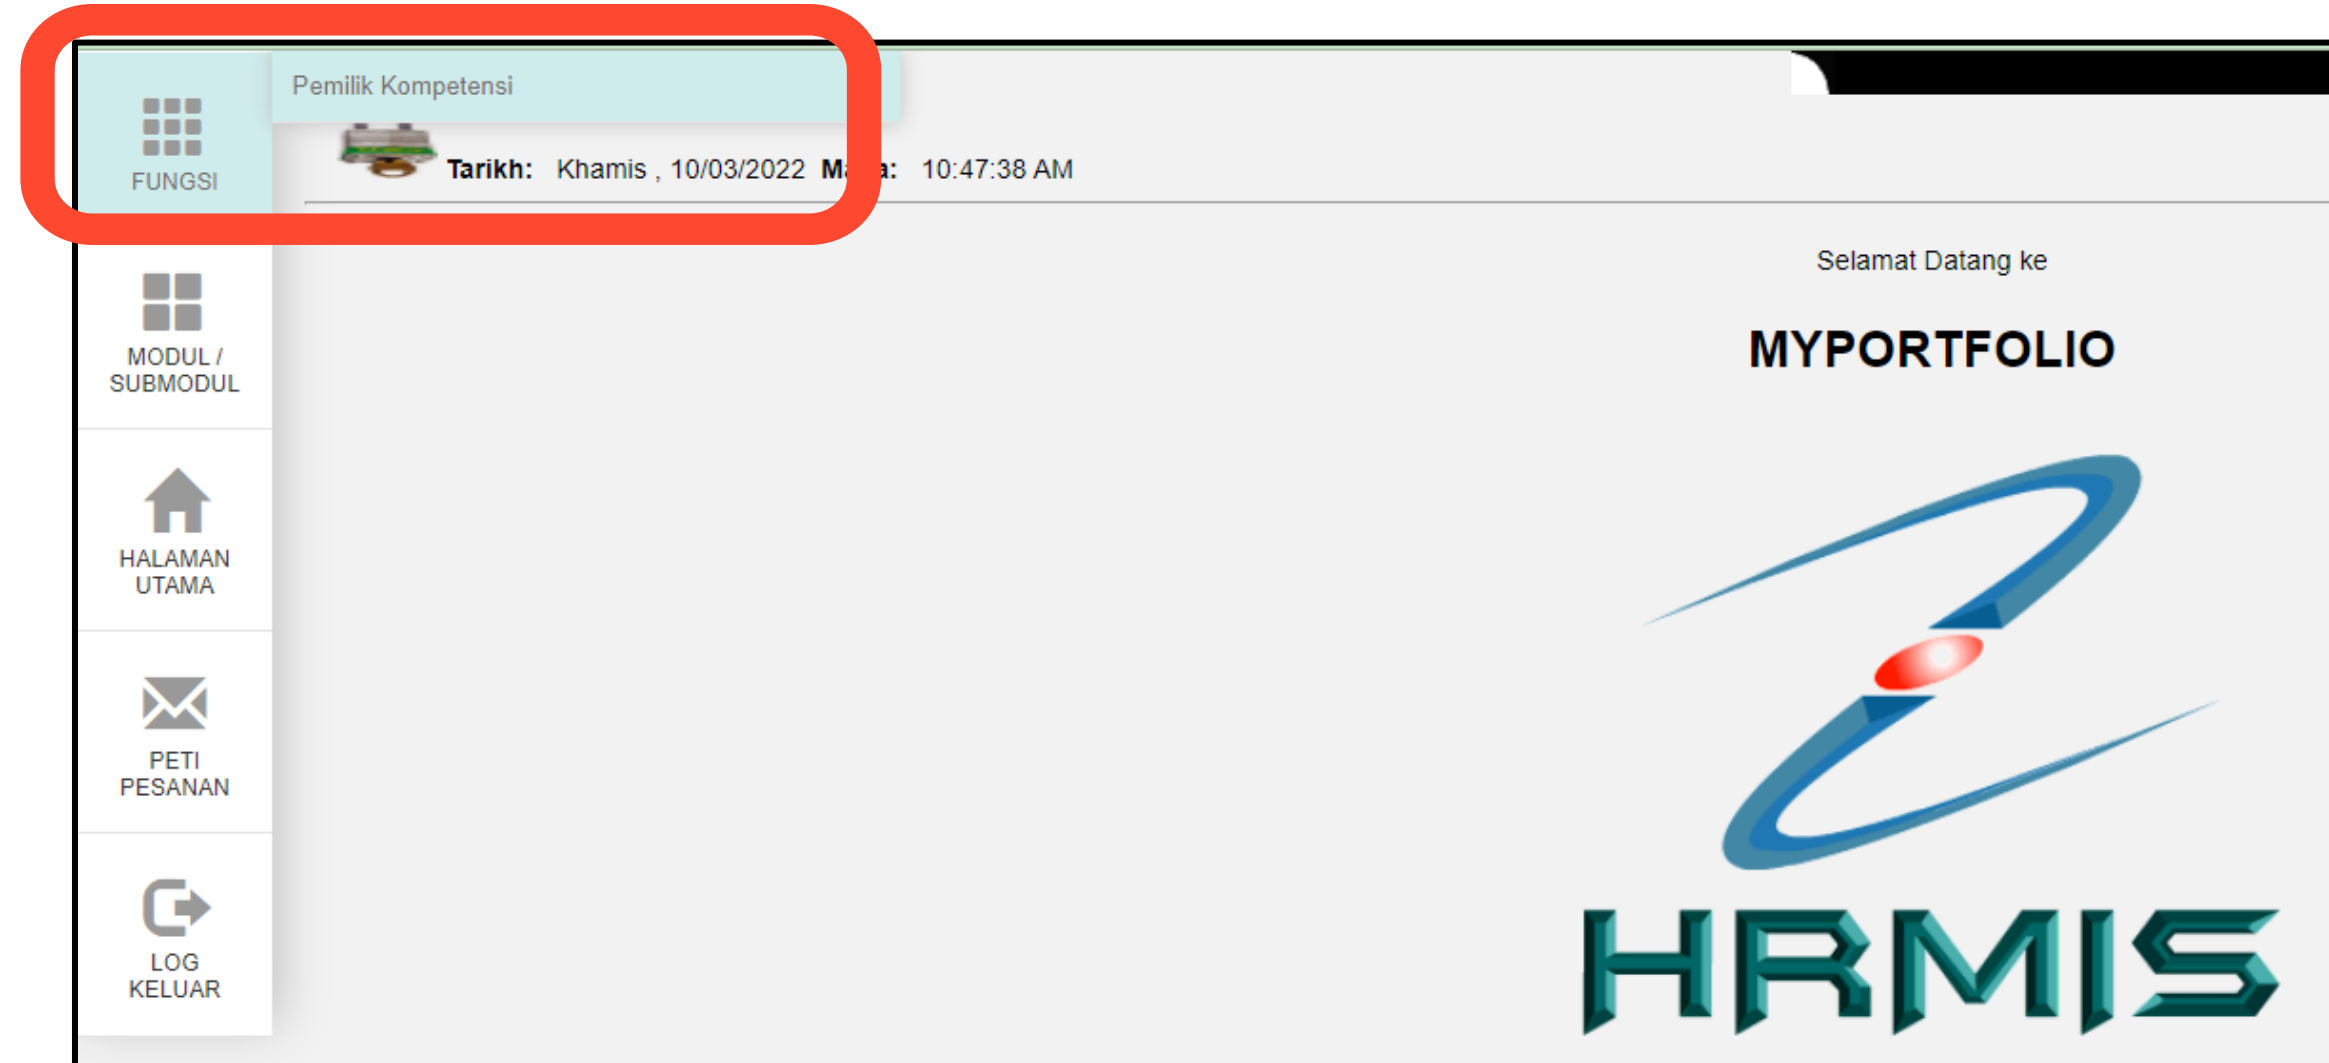 Pemilik Kompetensi
FUNGSI
Tarikh: Khamis , 10/03/2022 10:47:38 AM
Selamat Datang ke
MYPORTFOLIO
MODUL /
SUBMODUL
HALAMAN
UTAMA
PETI
PESANAN
LOG
KELUAR
HRMIS